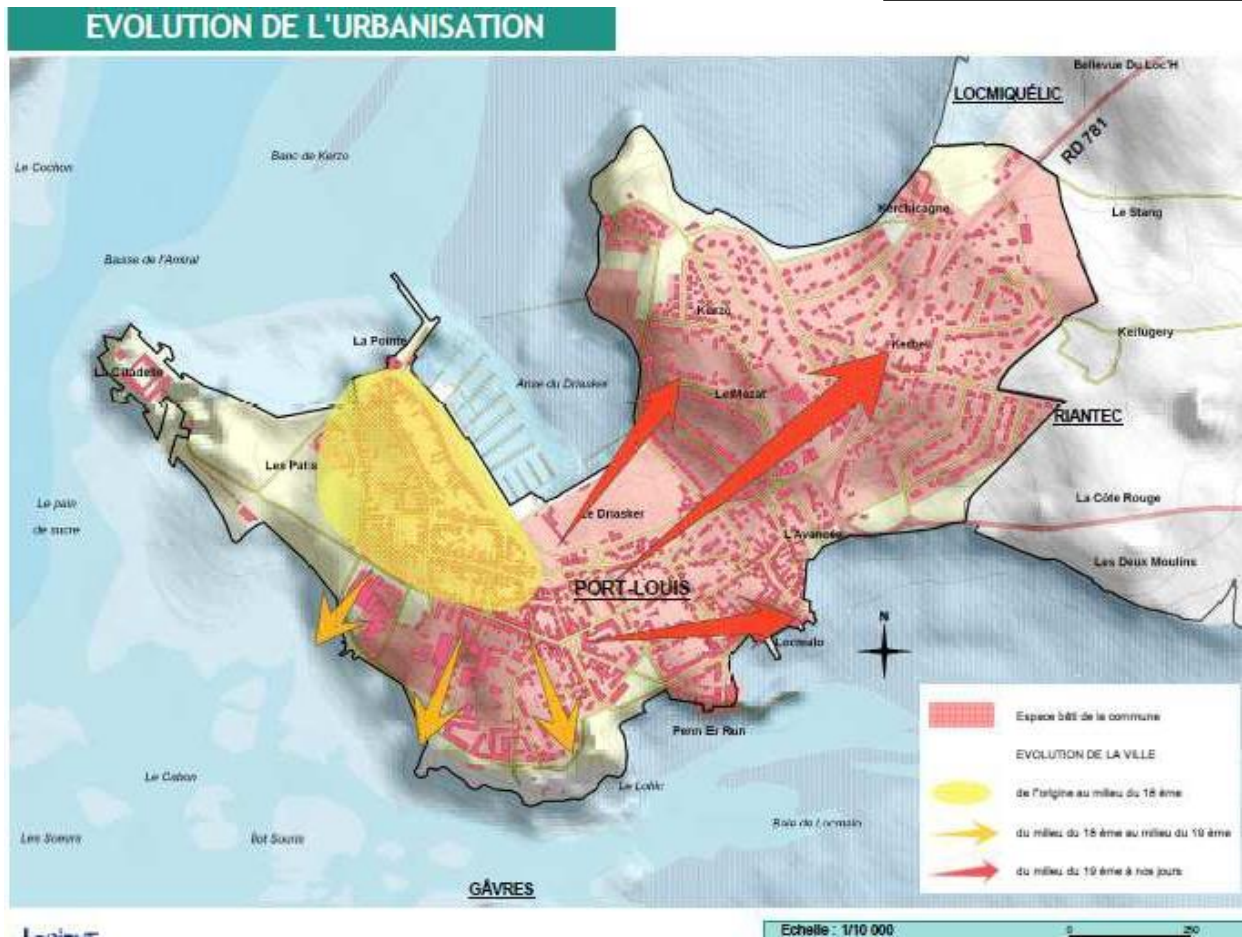 EVOLUTION DE L'URBANISATION
Bellevue Du Loc'H
LOCMIQUÉLIC
RD 781
Banc de Kerzo
Le Cochon
Kerchicagne
Le Stang
Basse de l'Amiral
Kerzo
Kerlugery
La Pointe
Kerbel
La Citadelle
Anse du Driasker
Le Mozat
RIANTEC
Les Patis
La Côte Rouge
Le pain
de sucre
Le Driasker
L'Avancée
Les Deux Moulins
PORT-LOUIS
N
Locmalo
Espace bâti de la commune
Penn Er Run
EVOLUTION DE LA VILLE
Le Cabon
Le Lohic
de l'origine au milieu du 18 ème
Baie de Locmalo
Les Soeurs
Ilot Souris
du milieu du 18 ème au milieu du 19 ème
du milieu du 19 ème à nos jours
GÂVRES
Echelle : 1/10 000
0 250